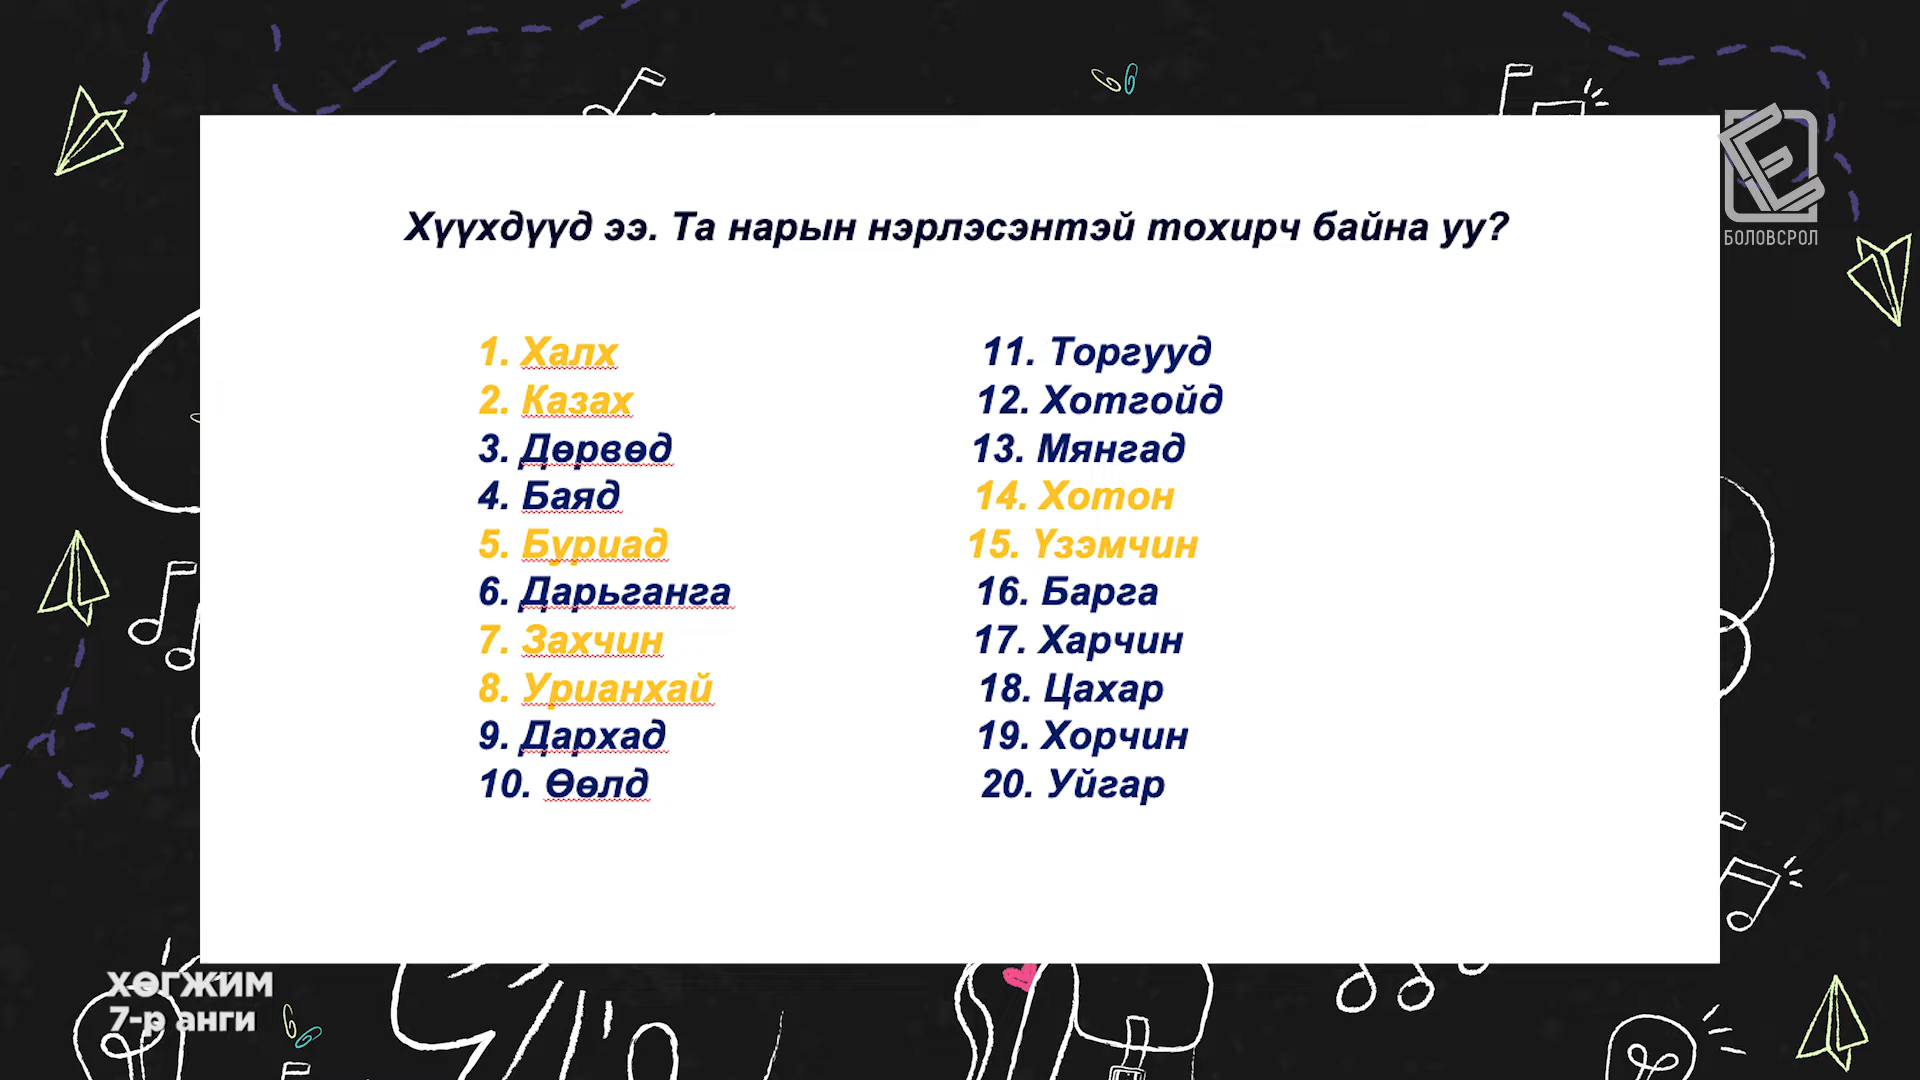 Хүүхдүүд ээ. Та нарын нэрлэсэнтэй тохирч байна уу?
1. Халх
2. Казах
3. Дөрвөд
4. Баяд
5. Буриад
6. Дарьганга
7. Захчин
8. Урианхай
9. Дархад
10. Өөлд
11. Торгууд
12. Хотгойд
13. Мянгад
14. Хотон
15. Үзэмчин
16. Барга
17. Харчин
18. Цахар
19. Хорчин
20. Уйгар
БОЛОВСРОЛ
ХӨГЖИМ
7-р анги